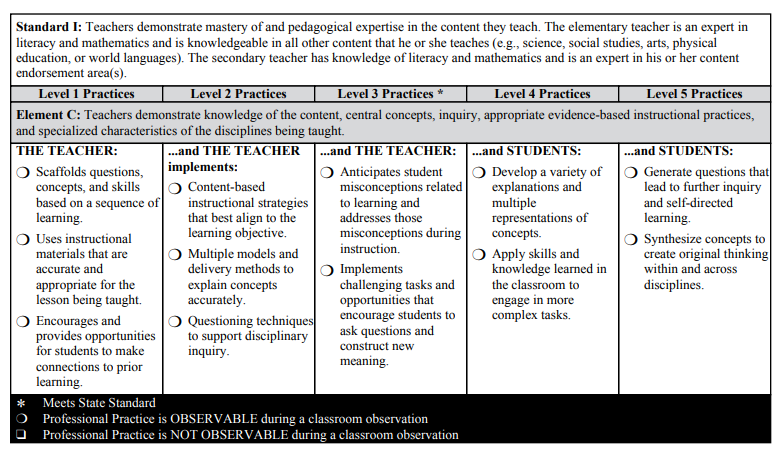 Standard I: Teachers demonstrate mastery of and pedagogical expertise in the content they teach. The elementary teacher is an expert in
literacy and mathematics and is knowledgeable in all other content that he or she teaches (e.g., science, social studies, arts, physical
education, or world languages). The secondary teacher has knowledge of literacy and mathematics and is an expert in his or her content
endorsement area(s).
Level 1 Practices
Level 2 Practices
Level 3 Practices *
Level 4 Practices
Level 5 Practices
Element C: Teachers demonstrate knowledge of the content, central concepts, inquiry, appropriate evidence-based instructional practices,
and specialized characteristics of the disciplines being taught.
THE TEACHER:
❍ Scaffolds questions,
concepts, and skills
based on a sequence of
learning.
❍ Uses instructional
materials that are
accurate and
appropriate for the
lesson being taught.
❍ Encourages and
provides opportunities
for students to make
connections to prior
learning.
...and THE TEACHER
implements:
❍ Content-based
instructional strategies
that best align to the
learning objective.
❍ Multiple models and
delivery methods to
explain concepts
accurately.
❍ Questioning techniques
to support disciplinary
inquiry.
...and THE TEACHER:
❍ Anticipates student
misconceptions related
to learning and
addresses those
misconceptions during
instruction.
❍ Implements
challenging tasks and
opportunities that
encourage students to
ask questions and
construct new
meaning.
...and STUDENTS:
❍ Develop a variety of
explanations and
multiple
representations of
concepts.
❍ Apply skills and
knowledge learned in
the classroom to
engage in more
complex tasks.
...and STUDENTS:
❍ Generate questions that
lead to further inquiry
and self-directed
learning.
❍ Synthesize concepts to
create original thinking
within and across
disciplines.
* Meets State Standard
❍ Professional Practice is OBSERVABLE during a classroom observation
❑ Professional Practice is NOT OBSERVABLE during a classroom observation